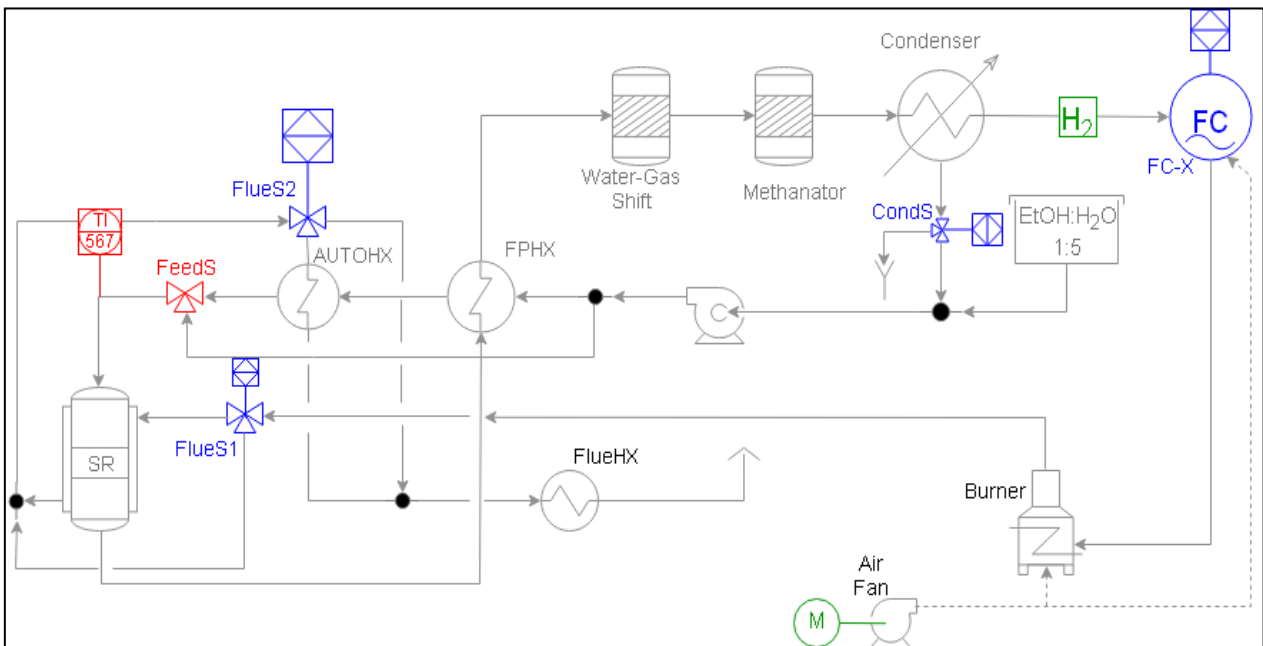 Condenser
H2
FC
FC-X
FlueS2
Water-Gas
Shift
Methanator
CondS
EtOH:H2O
1:5
TI
567
FeedS
AUTOHX
FPHX
C
FlueS1
SR
FlueHX
Burner
Air
Fan
M